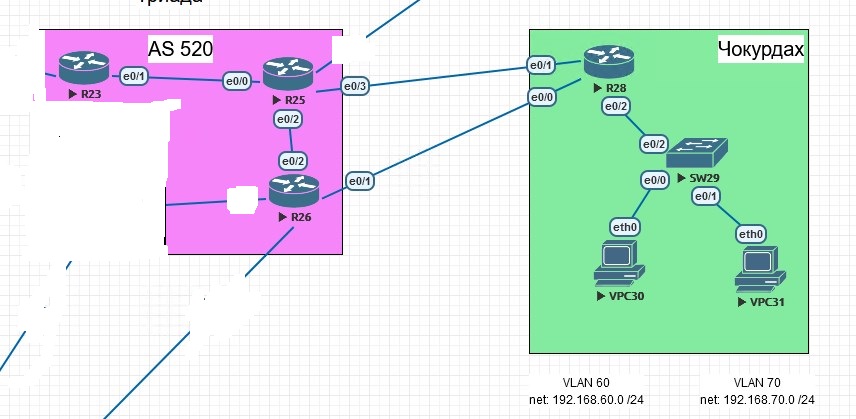 Триада
AS 520
Чокурдах
R23
e0/1
e0/0
R25
e0/3
e0/2
e0/2
R26
e0/1
e0/1
e0/0
R28
e0/2
e0/2
SW29
e0/0
e0/1
eth0
eth0
VPC30
VPC31
VLAN 60
net: 192.168.60.0 /24
VLAN 70
net: 192.168.70.0 /24